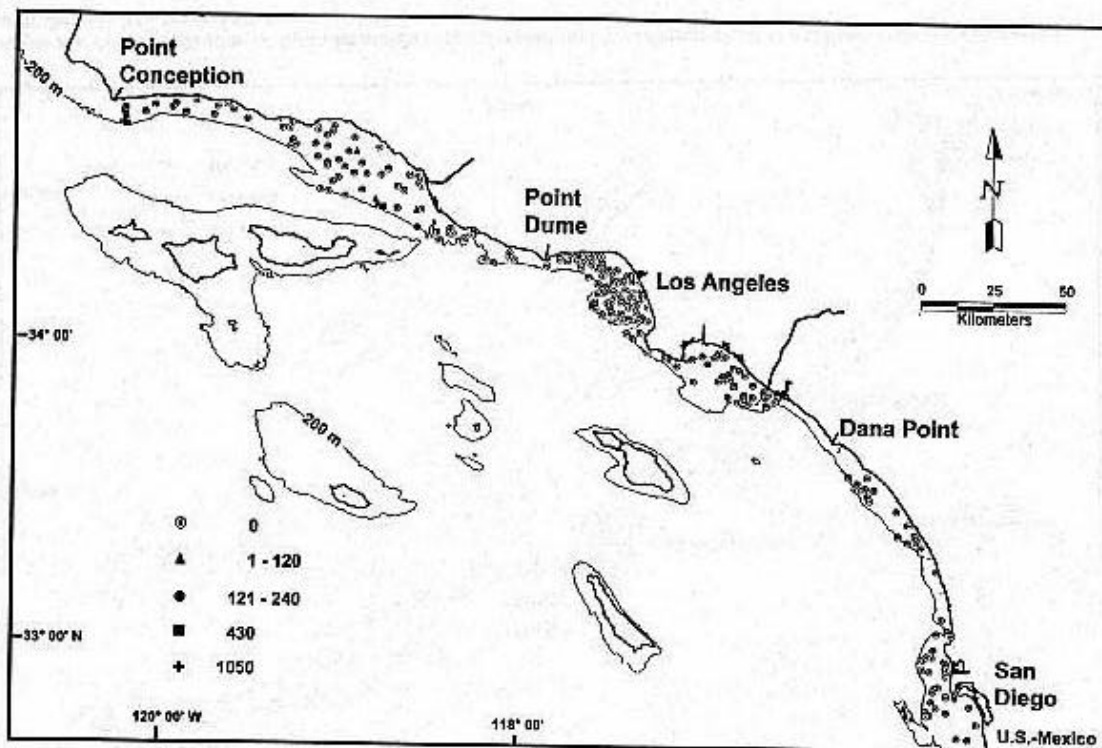 Point
Conception
200 m
Point
Dume
N
Los Angeles
0 25 50
Kilometers
34° 00'
Dana Point
200 m
0
1 - 120
121 - 240
430
1050
33° 00' N
San
Diego
120° 00' W
118° 00'
U.S.-Mexico